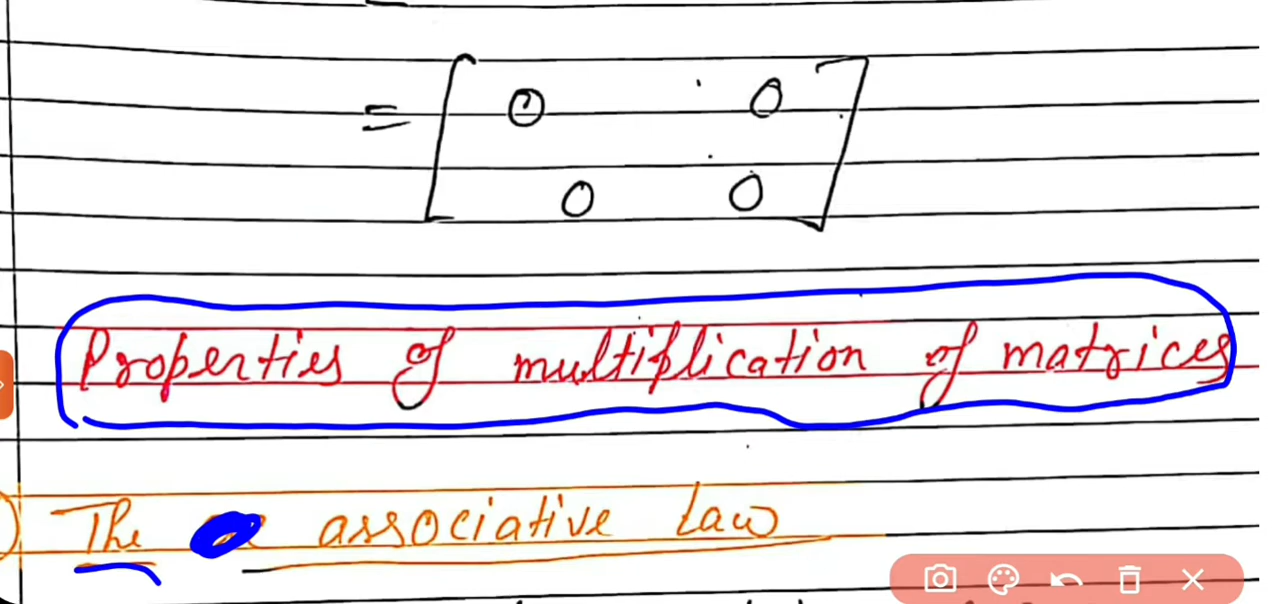 = [ 0 0
0 0 ]
Properties of multiplication of matrices
The associative law